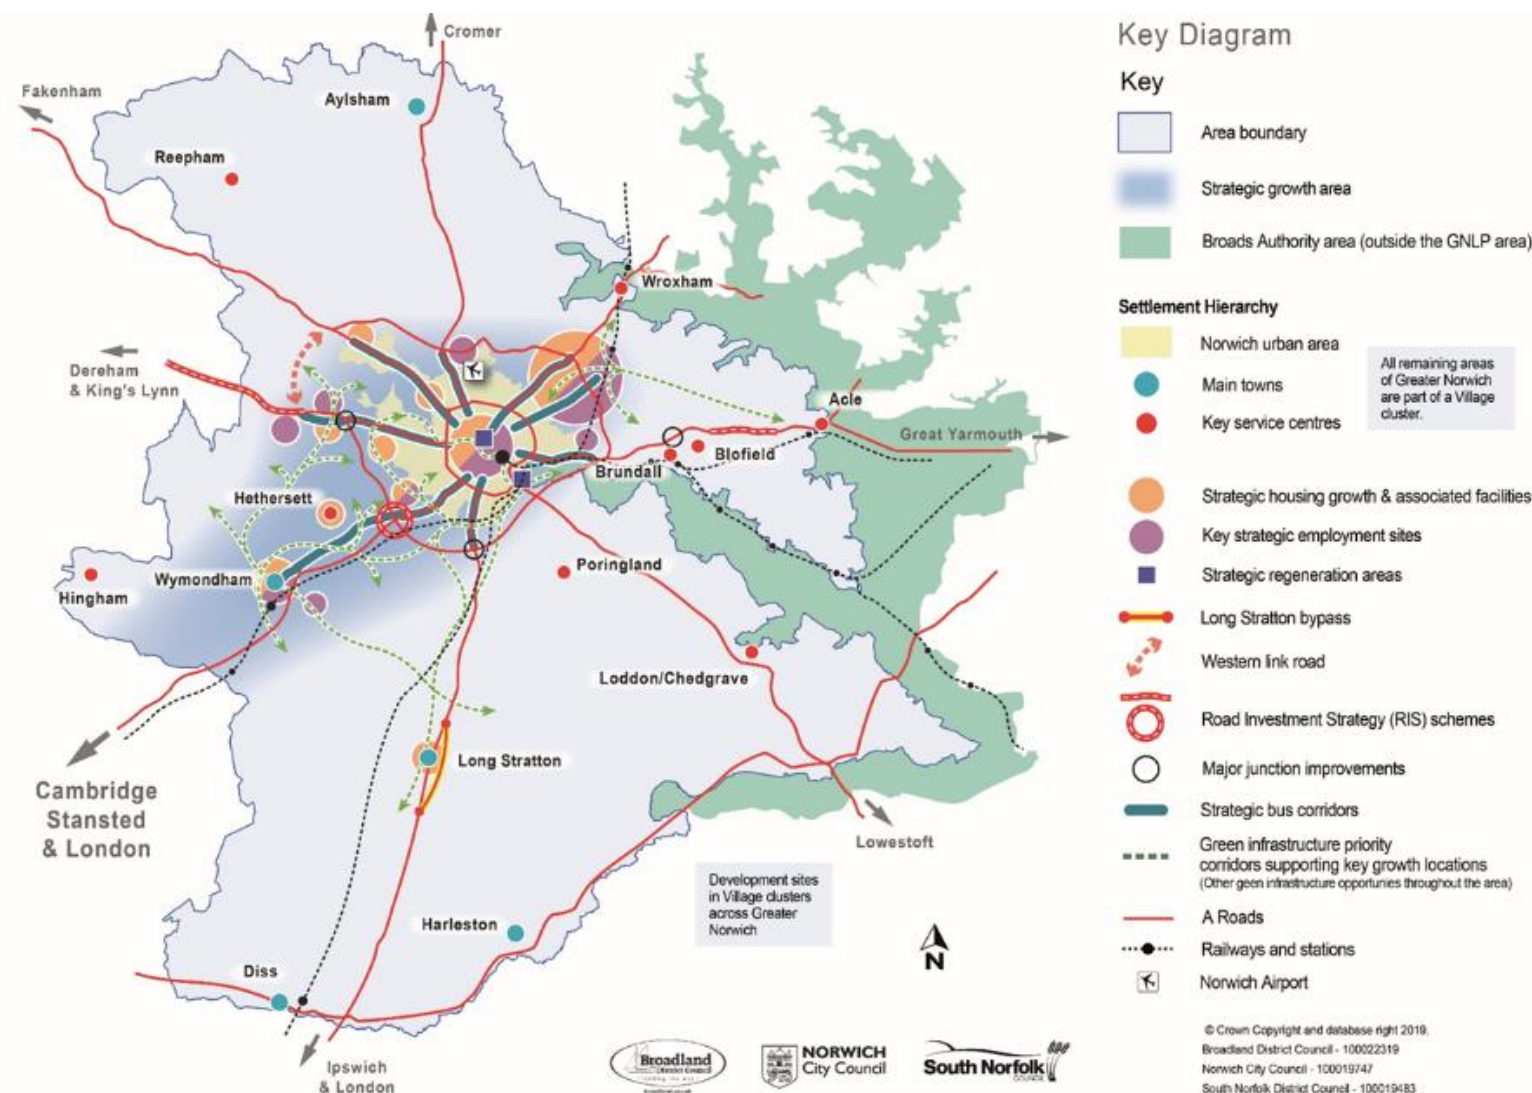 Cromer
Fakenham
Aylsham
Reepham
Wroxham
Dereham
& King's Lynn
Acle
Great Yarmouth
Blofield
Brundall
Hethersett
Wymondham
Hingham
Poringland
Loddon/Chedgrave
Long Stratton
Cambridge
Stansted
& London
Lowestoft
Harleston
Diss
Ipswich
& London
Development sites
in Village clusters
across Greater
Norwich
N
Broadland
District Council
NORWICH
City Council
South Norfolk
COUNCIL
Key Diagram
Key
Area boundary
Strategic growth area
Broads Authority area (outside the GNLP area)
Settlement Hierarchy
Norwich urban area
Main towns
Key service centres
All remaining areas
of Greater Norwich
are part of a Village
cluster.
Strategic housing growth & associated facilities
Key strategic employment sites
Strategic regeneration areas
Long Stratton bypass
Western link road
Road Investment Strategy (RIS) schemes
Major junction improvements
Strategic bus corridors
Green infrastructure priority
corridors supporting key growth locations
(Other geen infrastructure opportunies throughout the area)
A Roads
Railways and stations
Norwich Airport
© Crown Copyright and database right 2019.
Broadland District Council - 100022319
Norwich City Council - 100019747
South Norfolk District Council - 100019483